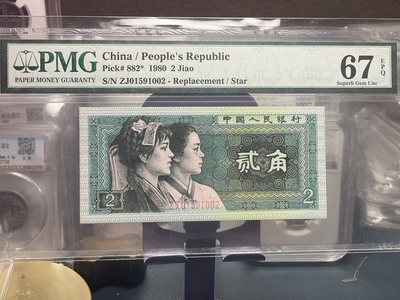 PMG
PAPER MONEY GUARANTY
China / People's Republic
Pick# 882* 1980 2 Jiao
S/N ZJ01591002 - Replacement / Star
67 EPQ
Superb Gem Unc
中国人民银行
贰角
2
2
ZJ01591002